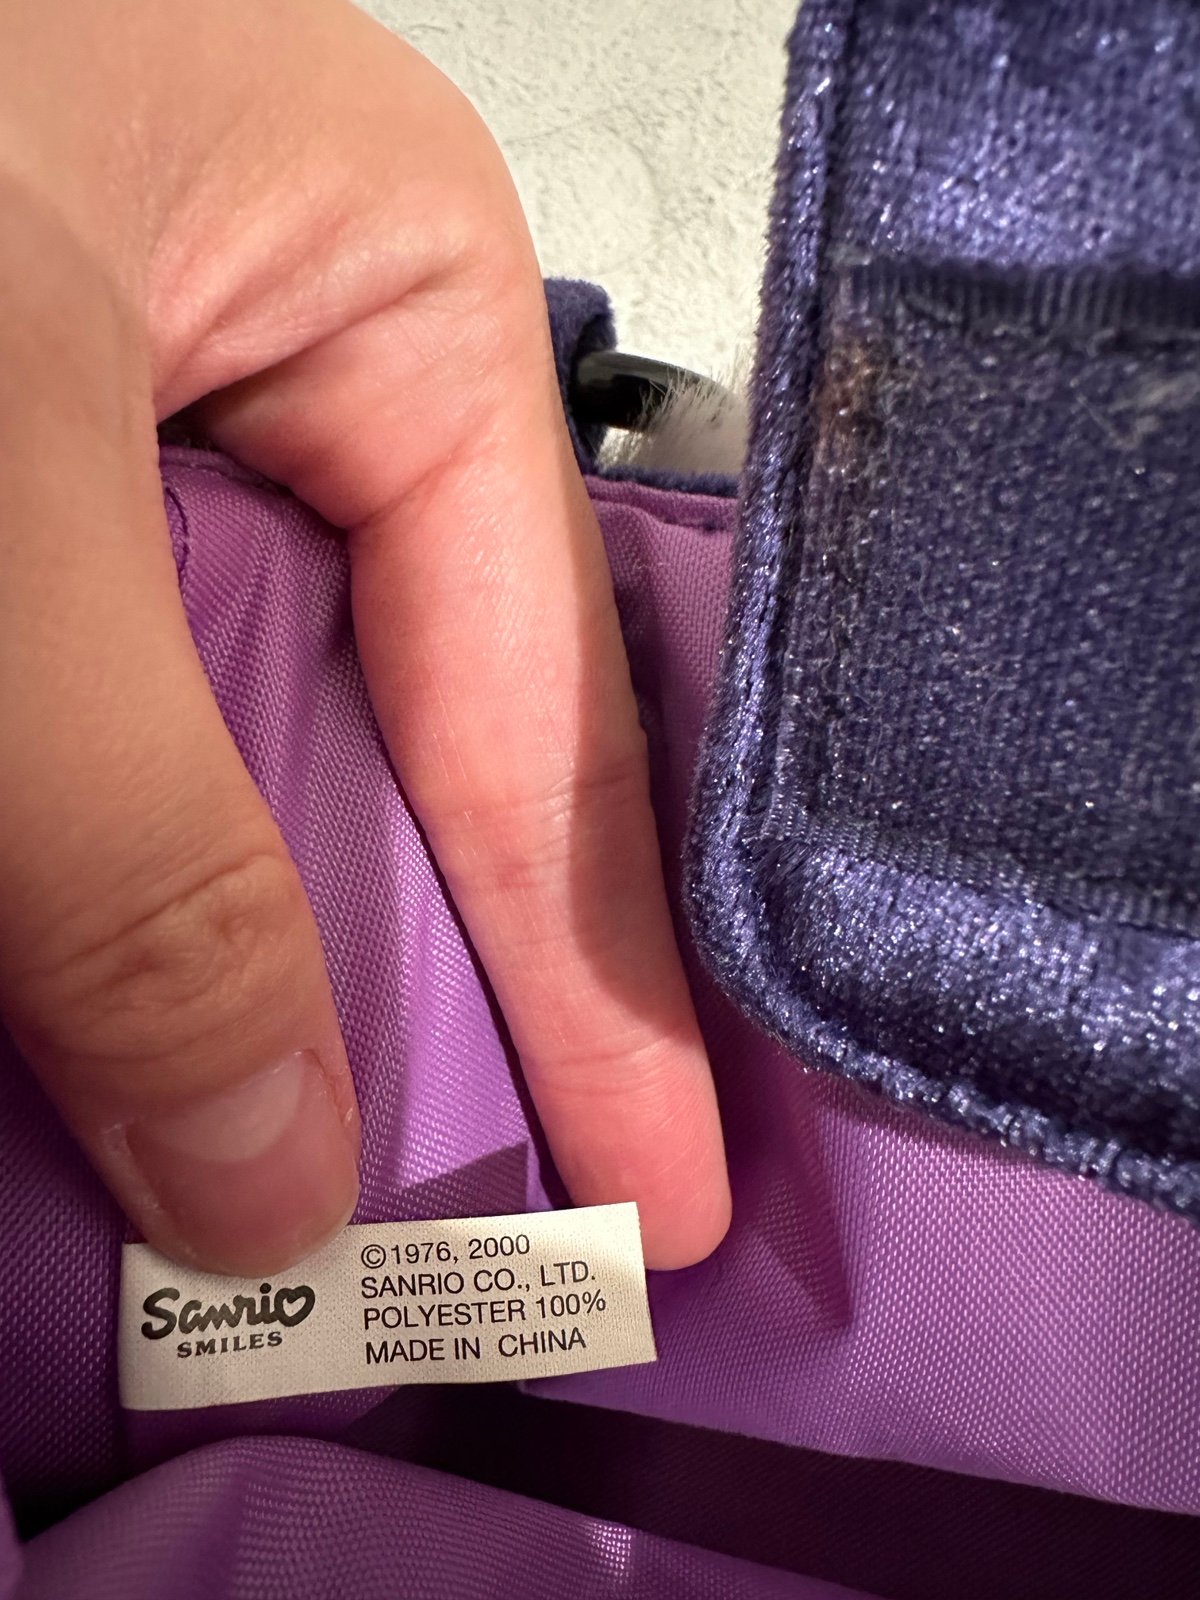 Sanrio
SMILES
©1976, 2000
SANRIO CO., LTD.
POLYESTER 100%
MADE IN CHINA